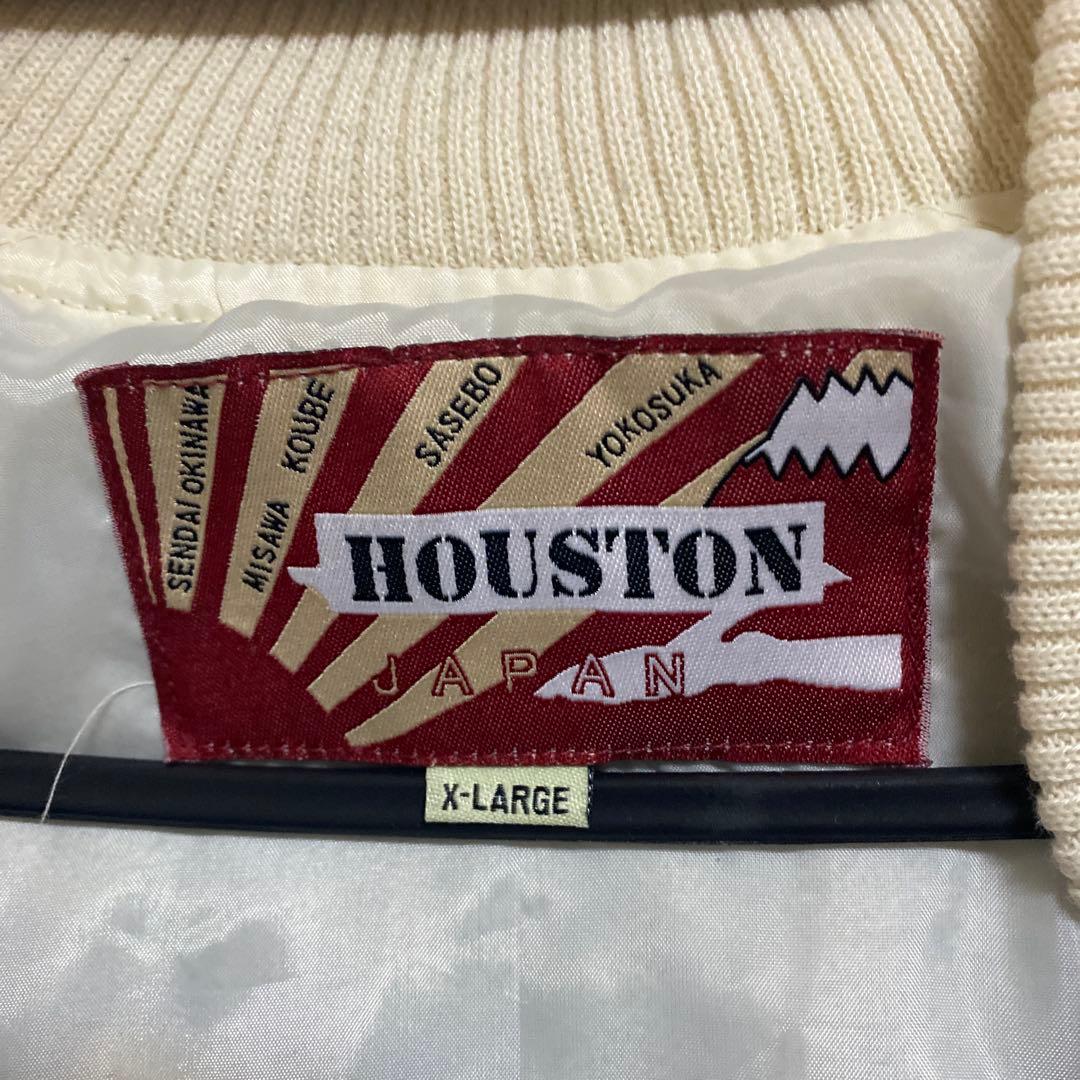 SENDAI OKINAWA
MISAWA KOUBE
SASEBO
YOKOSUKA
HOUSTON
JAPAN
X-LARGE